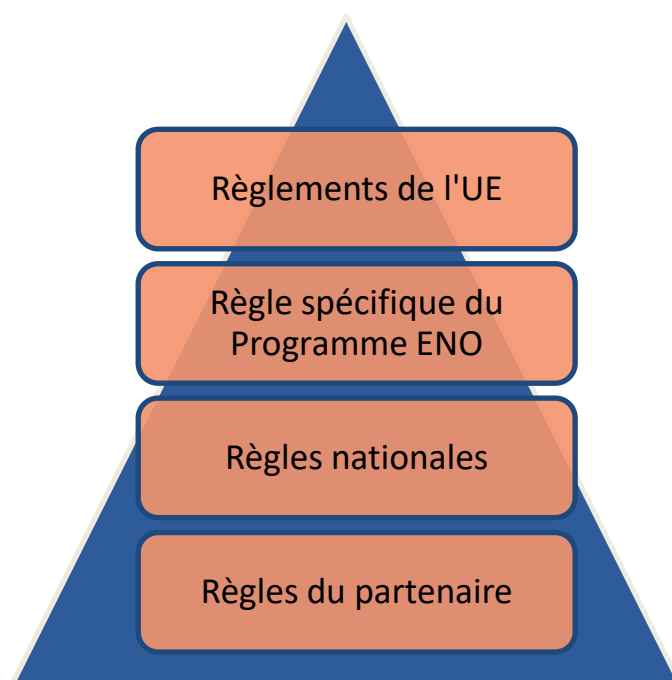 Règlements de l'UE
Règle spécifique du
Programme ENO
Règles nationales
Règles du partenaire